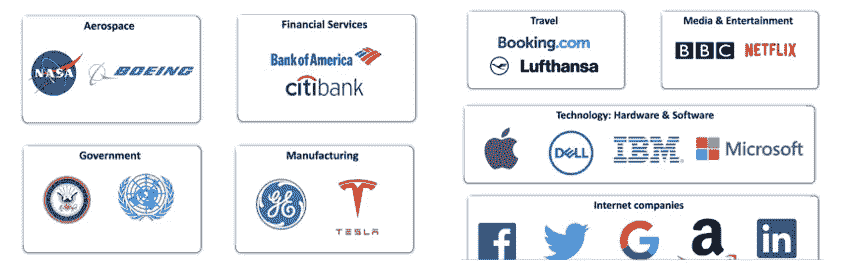 Aerospace
NASA
BOEING
Financial Services
Bank of America
citibank
Travel
Booking.com
Lufthansa
Media & Entertainment
BBC NETFLIX
Government
Manufacturing
GE
TESLA
Technology: Hardware & Software
DELL
IBM
Microsoft
Internet companies
f
G
a
in